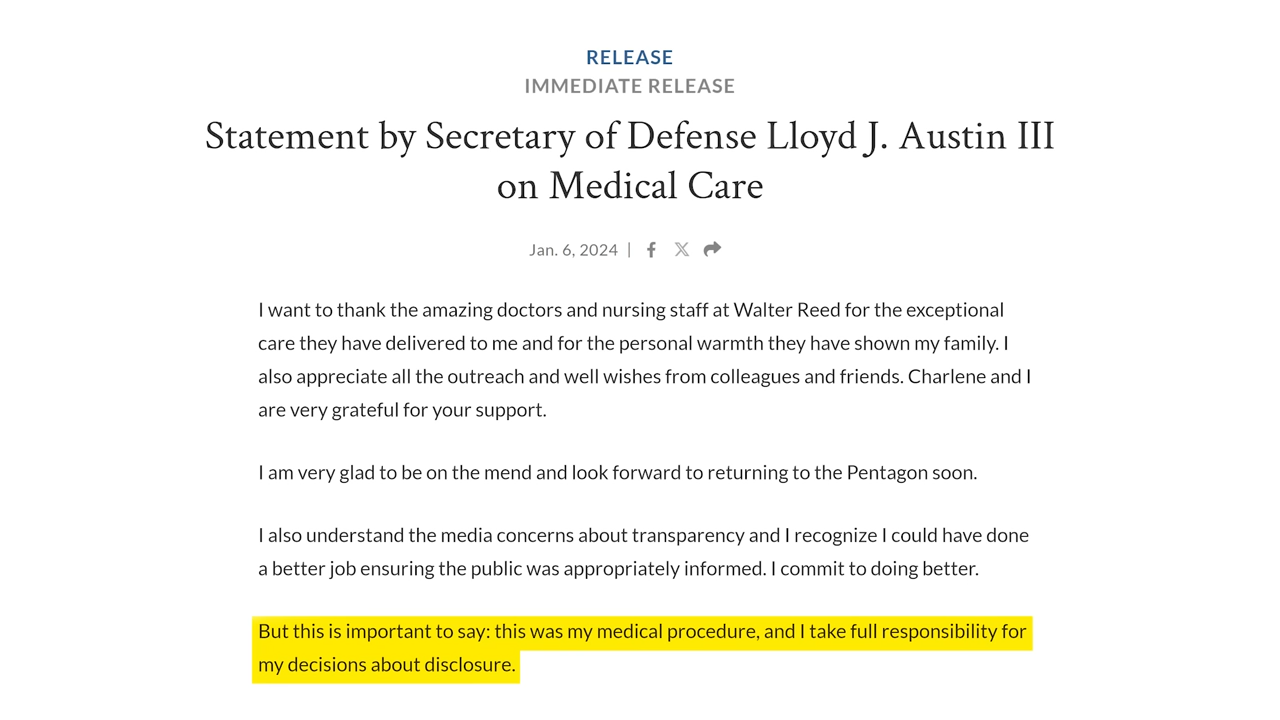 RELEASE
IMMEDIATE RELEASE
Statement by Secretary of Defense Lloyd J. Austin III
on Medical Care
Jan. 6, 2024 |
I want to thank the amazing doctors and nursing staff at Walter Reed for the exceptional
care they have delivered to me and for the personal warmth they have shown my family. I
also appreciate all the outreach and well wishes from colleagues and friends. Charlene and I
are very grateful for your support.
I am very glad to be on the mend and look forward to returning to the Pentagon soon.
I also understand the media concerns about transparency and I recognize I could have done
a better job ensuring the public was appropriately informed. I commit to doing better.
But this is important to say: this was my medical procedure, and I take full responsibility for
my decisions about disclosure.